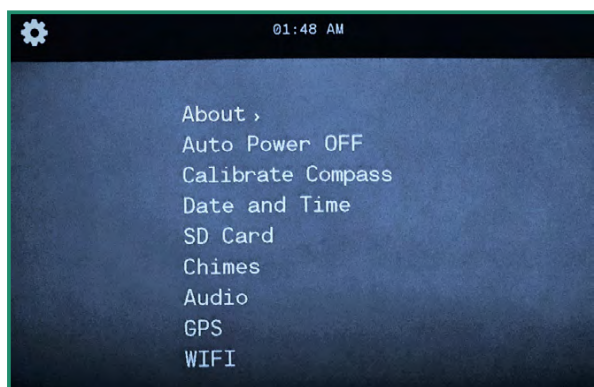 01:48 AM
About ›
Auto Power OFF
Calibrate Compass
Date and Time
SD Card
Chimes
Audio
GPS
WIFI